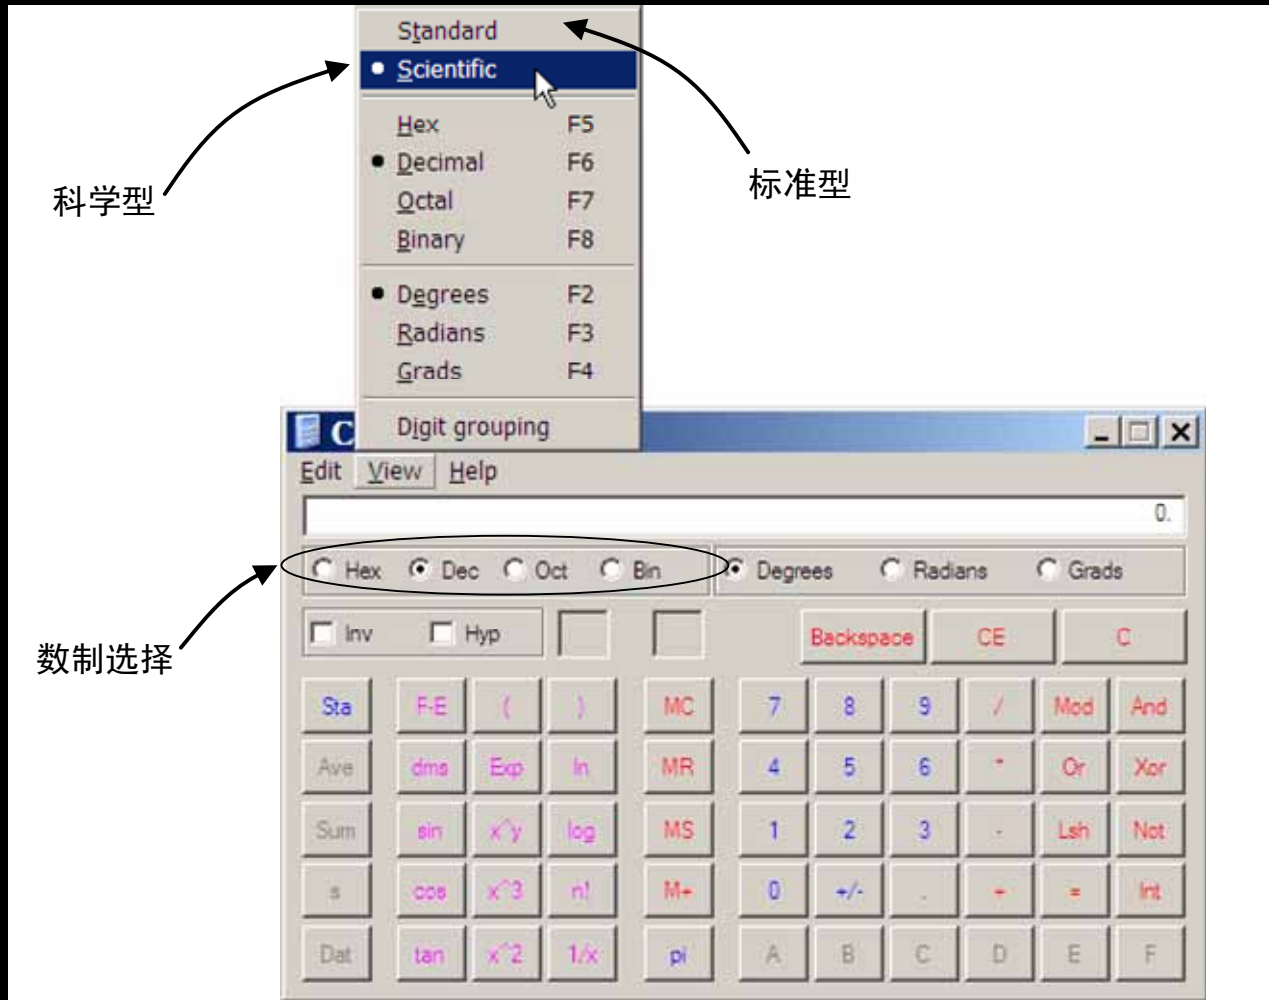 Standard
Scientific
Hex F5
Decimal F6
Octal F7
Binary F8
Degrees F2
Radians F3
Grads F4
Digit grouping
科学型
标准型
C
Edit View Help
0.
Hex Dec Oct Bin Degrees Radians Grads
数制选择
Inv Hyp Backspace CE C
Sta F-E ( ) MC 7 8 9 / Mod And
Ave dms Exp ln MR 4 5 6 * Or Xor
Sum sin x^y log MS 1 2 3 - Lsh Not
s cos x^3 n! M+ 0 +/- . + = Int
Dat tan x^2 1/x pi A B C D E F